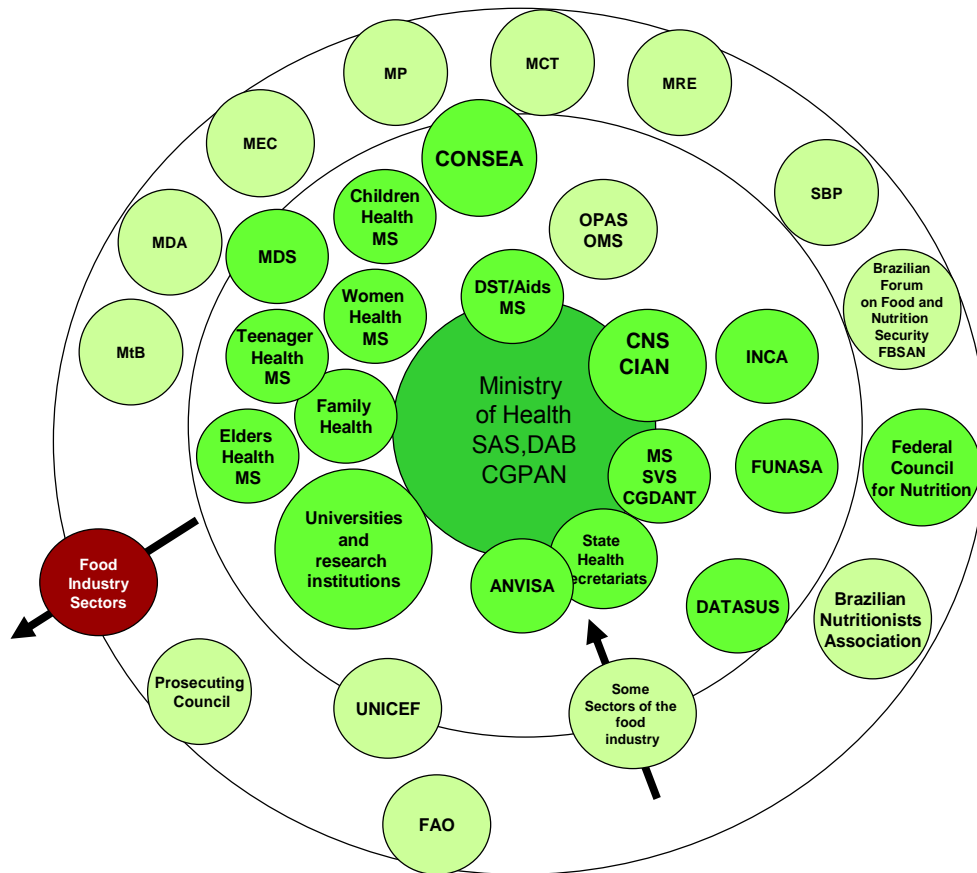 MP
MCT
MRE
MEC
CONSEA
SBP
Children
Health
MS
OPAS
OMS
MDA
MDS
Brazilian
Forum
on Food and
Nutrition
Security
FBSAN
DST/Aids
MS
Women
Health
MS
MtB
Teenager
Health
MS
CNS
CIAN
INCA
Ministry
of Health
SAS,DAB
CGPAN
Family
Health
Elders
Health
MS
MS
SVS
CGDANT
FUNASA
Federal
Council
for Nutrition
Universities
and
research
institutions
State
Health
ecretariats
ANVISA
Food
Industry
Sectors
DATASUS
Brazilian
Nutritionists
Association
Prosecuting
Council
UNICEF
Some
Sectors of the
food
industry
FAO